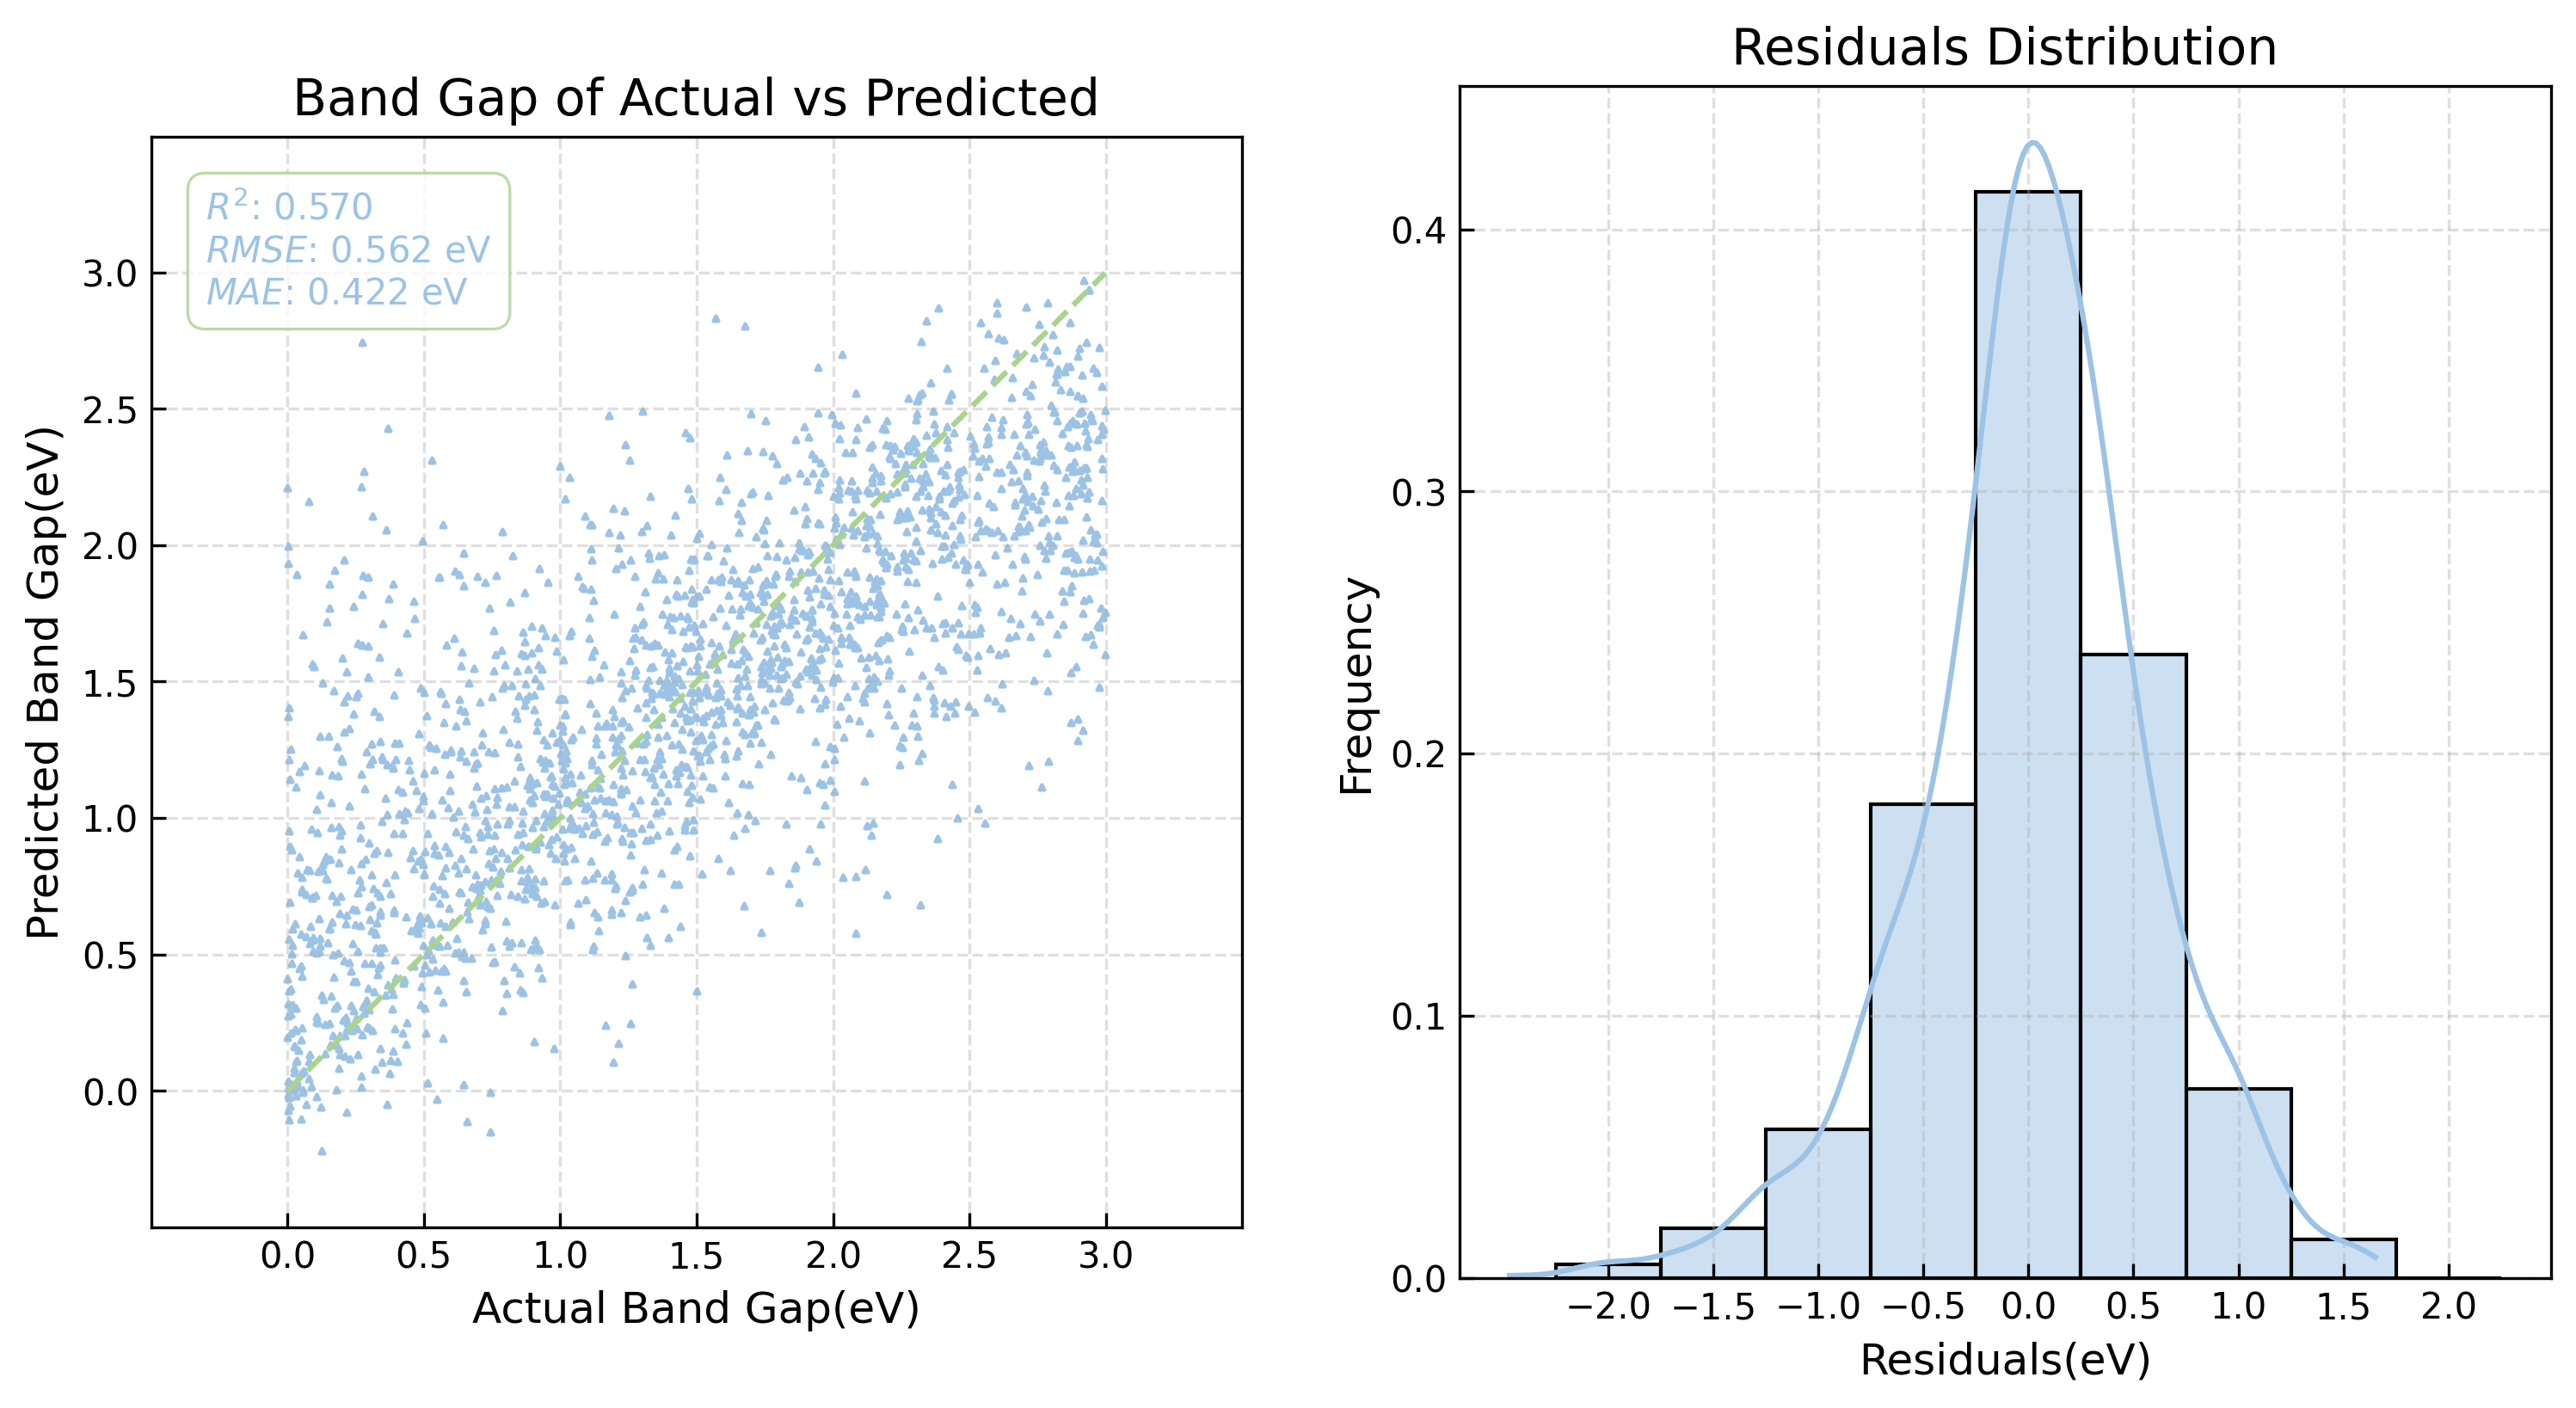 Band Gap of Actual vs Predicted
R²: 0.570
RMSE: 0.562 eV
MAE: 0.422 eV
3.0
2.5
2.0
1.5
1.0
0.5
0.0
Predicted Band Gap(eV)
0.0 0.5 1.0 1.5 2.0 2.5 3.0
Actual Band Gap(eV)
Residuals Distribution
0.4
0.3
0.2
0.1
0.0
Frequency
−2.0 −1.5 −1.0 −0.5 0.0 0.5 1.0 1.5 2.0
Residuals(eV)